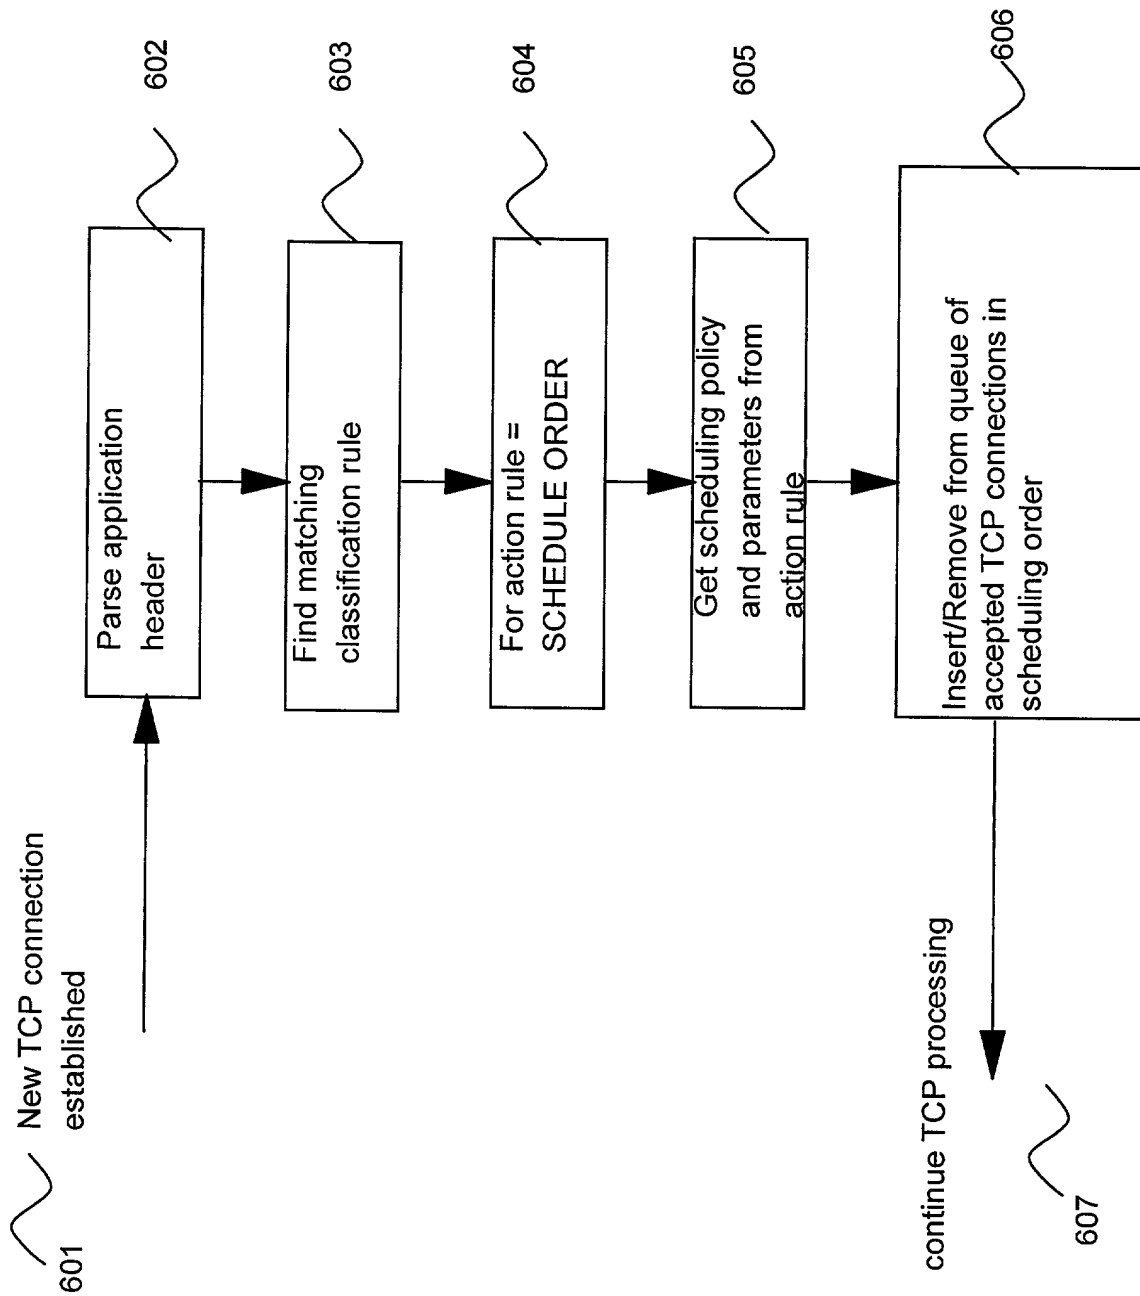 601
New TCP connection
established
Parse application
header
602
Find matching
classification rule
603
For action rule =
SCHEDULE ORDER
604
Get scheduling policy
and parameters from
action rule
605
Insert/Remove from queue of
accepted TCP connections in
scheduling order
606
continue TCP processing
607